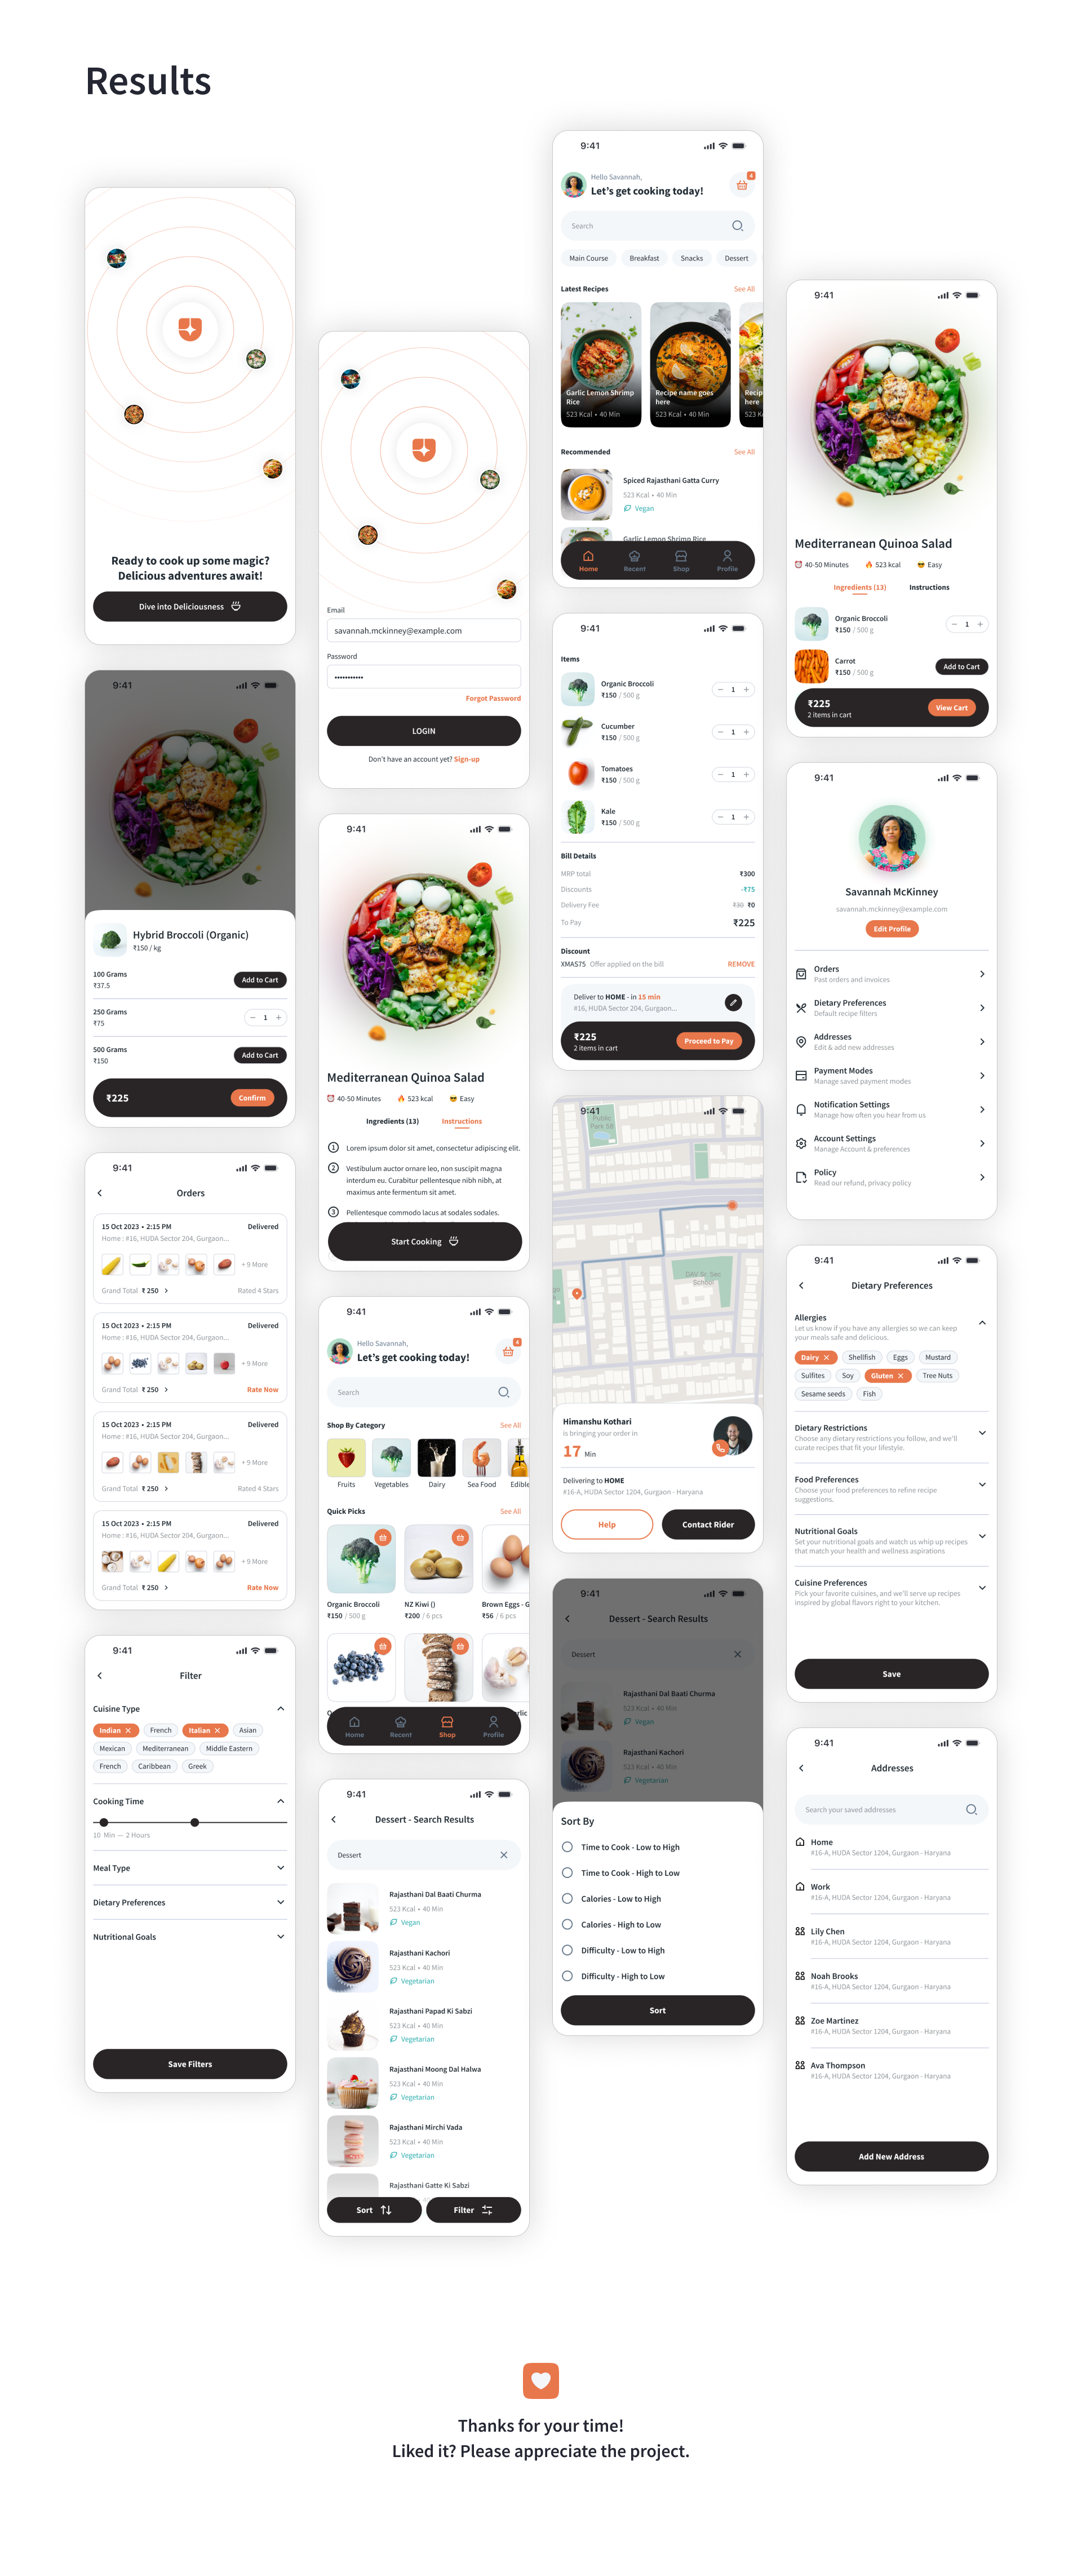 Results
Ready to cook up some magic?
Delicious adventures await!
Dive into Deliciousness
9:41
Hybrid Broccoli (Organic)
₹150 / kg
100 Grams
₹37.5
Add to Cart
250 Grams
₹75
1
500 Grams
₹150
Add to Cart
₹225
Confirm
9:41
Orders
15 Oct 2023 • 2:15 PM
Delivered
Home : #16, HUDA Sector 204, Gurgaon...
+ 9 More
Grand Total ₹ 250
Rated 4 Stars
15 Oct 2023 • 2:15 PM
Delivered
Home : #16, HUDA Sector 204, Gurgaon...
+ 9 More
Grand Total ₹ 250
Rate Now
15 Oct 2023 • 2:15 PM
Delivered
Home : #16, HUDA Sector 204, Gurgaon...
+ 9 More
Grand Total ₹ 250
Rated 4 Stars
15 Oct 2023 • 2:15 PM
Delivered
Home : #16, HUDA Sector 204, Gurgaon...
+ 9 More
Grand Total ₹ 250
Rate Now
9:41
Filter
Cuisine Type
Indian
French
Italian
Asian
Mexican
Mediterranean
Middle Eastern
French
Caribbean
Greek
Cooking Time
10 Min — 2 Hours
Meal Type
Dietary Preferences
Nutritional Goals
Save Filters
Email
savannah.mckinney@example.com
Password
Forgot Password
LOGIN
Don't have an account yet? Sign-up
9:41
Mediterranean Quinoa Salad
40-50 Minutes
523 kcal
Easy
Ingredients (13)
Instructions
1 Lorem ipsum dolor sit amet, consectetur adipiscing elit.
2 Vestibulum auctor ornare leo, non suscipit magna
interdum eu. Curabitur pellentesque nibh nibh, at
maximus ante fermentum sit amet.
3 Pellentesque commodo lacus at sodales sodales.
Start Cooking
9:41
Hello Savannah,
Let's get cooking today!
4
Search
Shop By Category
See All
Fruits
Vegetables
Dairy
Sea Food
Edible
Quick Picks
See All
Organic Broccoli
₹150 / 500 g
NZ Kiwi ()
₹200 / 6 pcs
Brown Eggs - G
₹56 / 6 pcs
Home
Recent
Shop
Profile
9:41
Dessert - Search Results
Dessert
Rajasthani Dal Baati Churma
523 Kcal • 40 Min
Vegan
Rajasthani Kachori
523 Kcal • 40 Min
Vegetarian
Rajasthani Papad Ki Sabzi
523 Kcal • 40 Min
Vegetarian
Rajasthani Moong Dal Halwa
523 Kcal • 40 Min
Vegetarian
Rajasthani Mirchi Vada
523 Kcal • 40 Min
Vegetarian
Rajasthani Gatte Ki Sabzi
Sort
Filter
9:41
Hello Savannah,
Let's get cooking today!
4
Search
Main Course
Breakfast
Snacks
Dessert
Latest Recipes
See All
Garlic Lemon Shrimp
Rice
523 Kcal • 40 Min
Recipe name goes
here
523 Kcal • 40 Min
Recip
here
523 K
Recommended
See All
Spiced Rajasthani Gatta Curry
523 Kcal • 40 Min
Vegan
Garlic Lemon Shrimp Rice
Home
Recent
Shop
Profile
9:41
Items
Organic Broccoli
₹150 / 500 g
1
Cucumber
₹150 / 500 g
1
Tomatoes
₹150 / 500 g
1
Kale
₹150 / 500 g
1
Bill Details
MRP total
₹300
Discounts
-₹75
Delivery Fee
₹30 ₹0
To Pay
₹225
Discount
XMAS75 Offer applied on the bill
REMOVE
Deliver to HOME - in 15 min
#16, HUDA Sector 204, Gurgaon...
₹225
2 items in cart
Proceed to Pay
9:41
Public
Park 58
DAV Sr. Sec
School
Himanshu Kothari
is bringing your order in
17 Min
Delivering to HOME
#16-A, HUDA Sector 1204, Gurgaon - Haryana
Help
Contact Rider
9:41
Dessert - Search Results
Dessert
Rajasthani Dal Baati Churma
523 Kcal • 40 Min
Vegan
Rajasthani Kachori
523 Kcal • 40 Min
Vegetarian
Sort By
Time to Cook - Low to High
Time to Cook - High to Low
Calories - Low to High
Calories - High to Low
Difficulty - Low to High
Difficulty - High to Low
Sort
9:41
Mediterranean Quinoa Salad
40-50 Minutes
523 kcal
Easy
Ingredients (13)
Instructions
Organic Broccoli
₹150 / 500 g
1
Carrot
₹150 / 500 g
Add to Cart
₹225
2 items in cart
View Cart
9:41
Savannah McKinney
savannah.mckinney@example.com
Edit Profile
Orders
Past orders and invoices
Dietary Preferences
Default recipe filters
Addresses
Edit & add new addresses
Payment Modes
Manage saved payment modes
Notification Settings
Manage how often you hear from us
Account Settings
Manage Account & preferences
Policy
Read our refund, privacy policy
9:41
Dietary Preferences
Allergies
Let us know if you have any allergies so we can keep
your meals safe and delicious.
Dairy
Shellfish
Eggs
Mustard
Sulfites
Soy
Gluten
Tree Nuts
Sesame seeds
Fish
Dietary Restrictions
Choose any dietary restrictions you follow, and we'll
curate recipes that fit your lifestyle.
Food Preferences
Choose your food preferences to refine recipe
suggestions.
Nutritional Goals
Set your nutritional goals and watch us whip up recipes
that match your health and wellness aspirations
Cuisine Preferences
Pick your favorite cuisines, and we'll serve up recipes
inspired by global flavors right to your kitchen.
Save
9:41
Addresses
Search your saved addresses
Home
#16-A, HUDA Sector 1204, Gurgaon - Haryana
Work
#16-A, HUDA Sector 1204, Gurgaon - Haryana
Lily Chen
#16-A, HUDA Sector 1204, Gurgaon - Haryana
Noah Brooks
#16-A, HUDA Sector 1204, Gurgaon - Haryana
Zoe Martinez
#16-A, HUDA Sector 1204, Gurgaon - Haryana
Ava Thompson
#16-A, HUDA Sector 1204, Gurgaon - Haryana
Add New Address
Thanks for your time!
Liked it? Please appreciate the project.